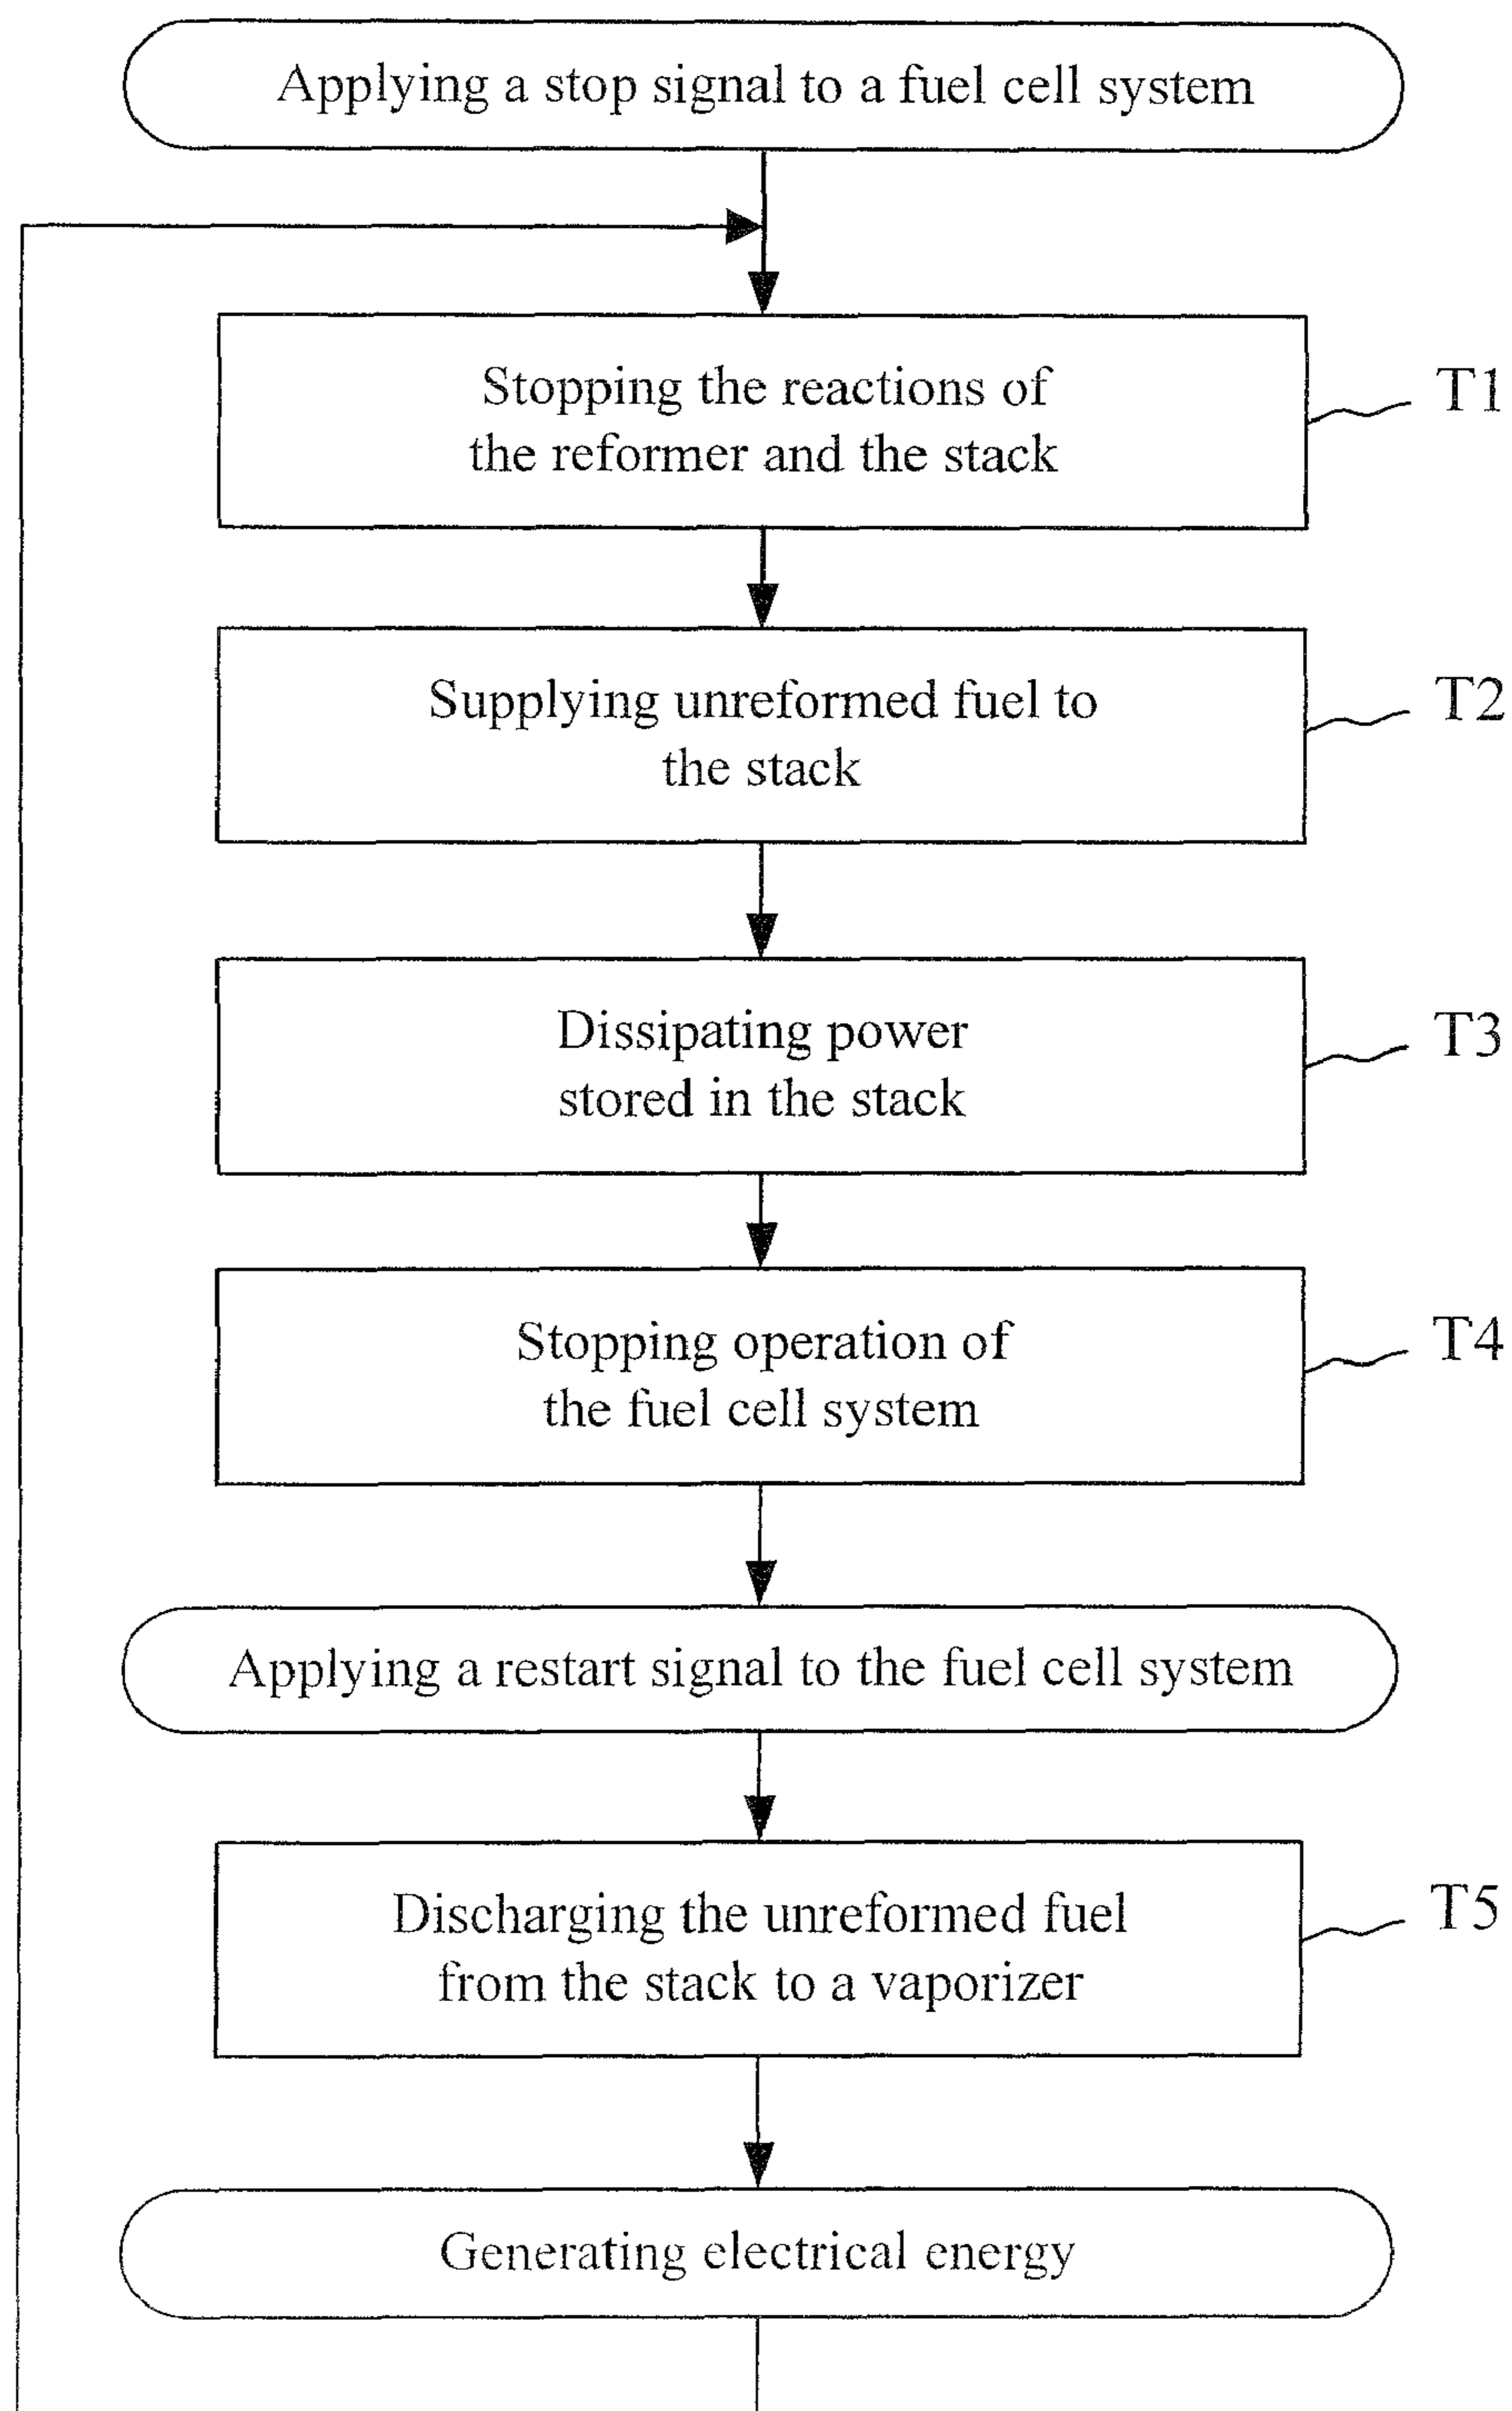 Applying a stop signal to a fuel cell system
Stopping the reactions of
the reformer and the stack
T1
Supplying unreformed fuel to
the stack
T2
Dissipating power
stored in the stack
T3
Stopping operation of
the fuel cell system
T4
Applying a restart signal to the fuel cell system
Discharging the unreformed fuel
from the stack to a vaporizer
T5
Generating electrical energy